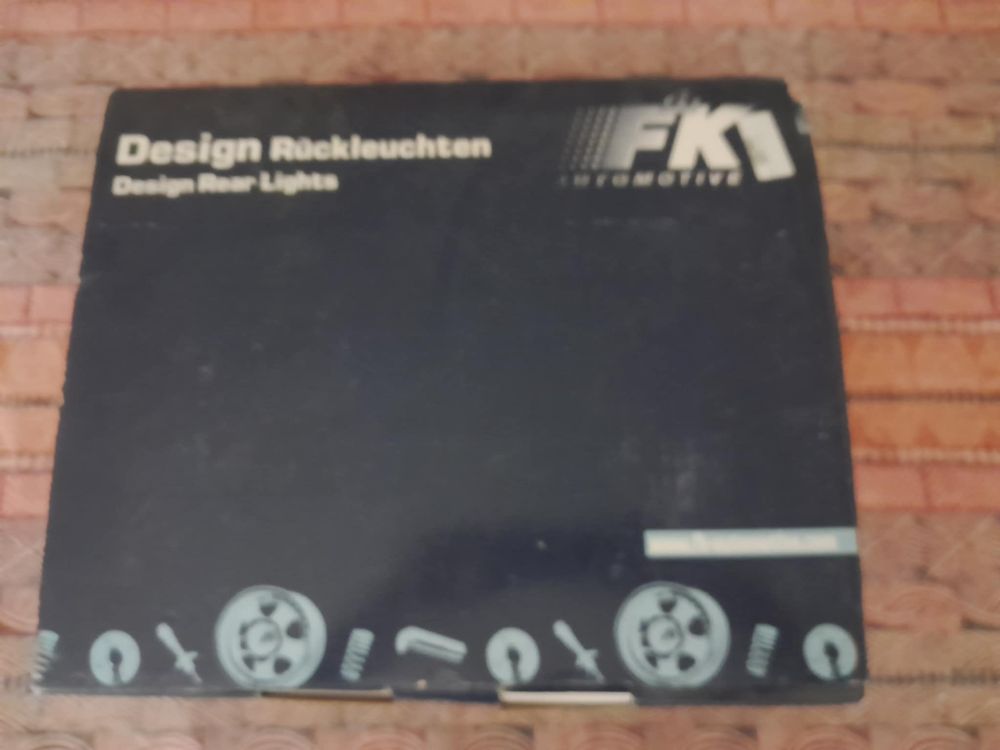 Design Rückleuchten
Design Rear Lights
FK
AUTOMOTIVE